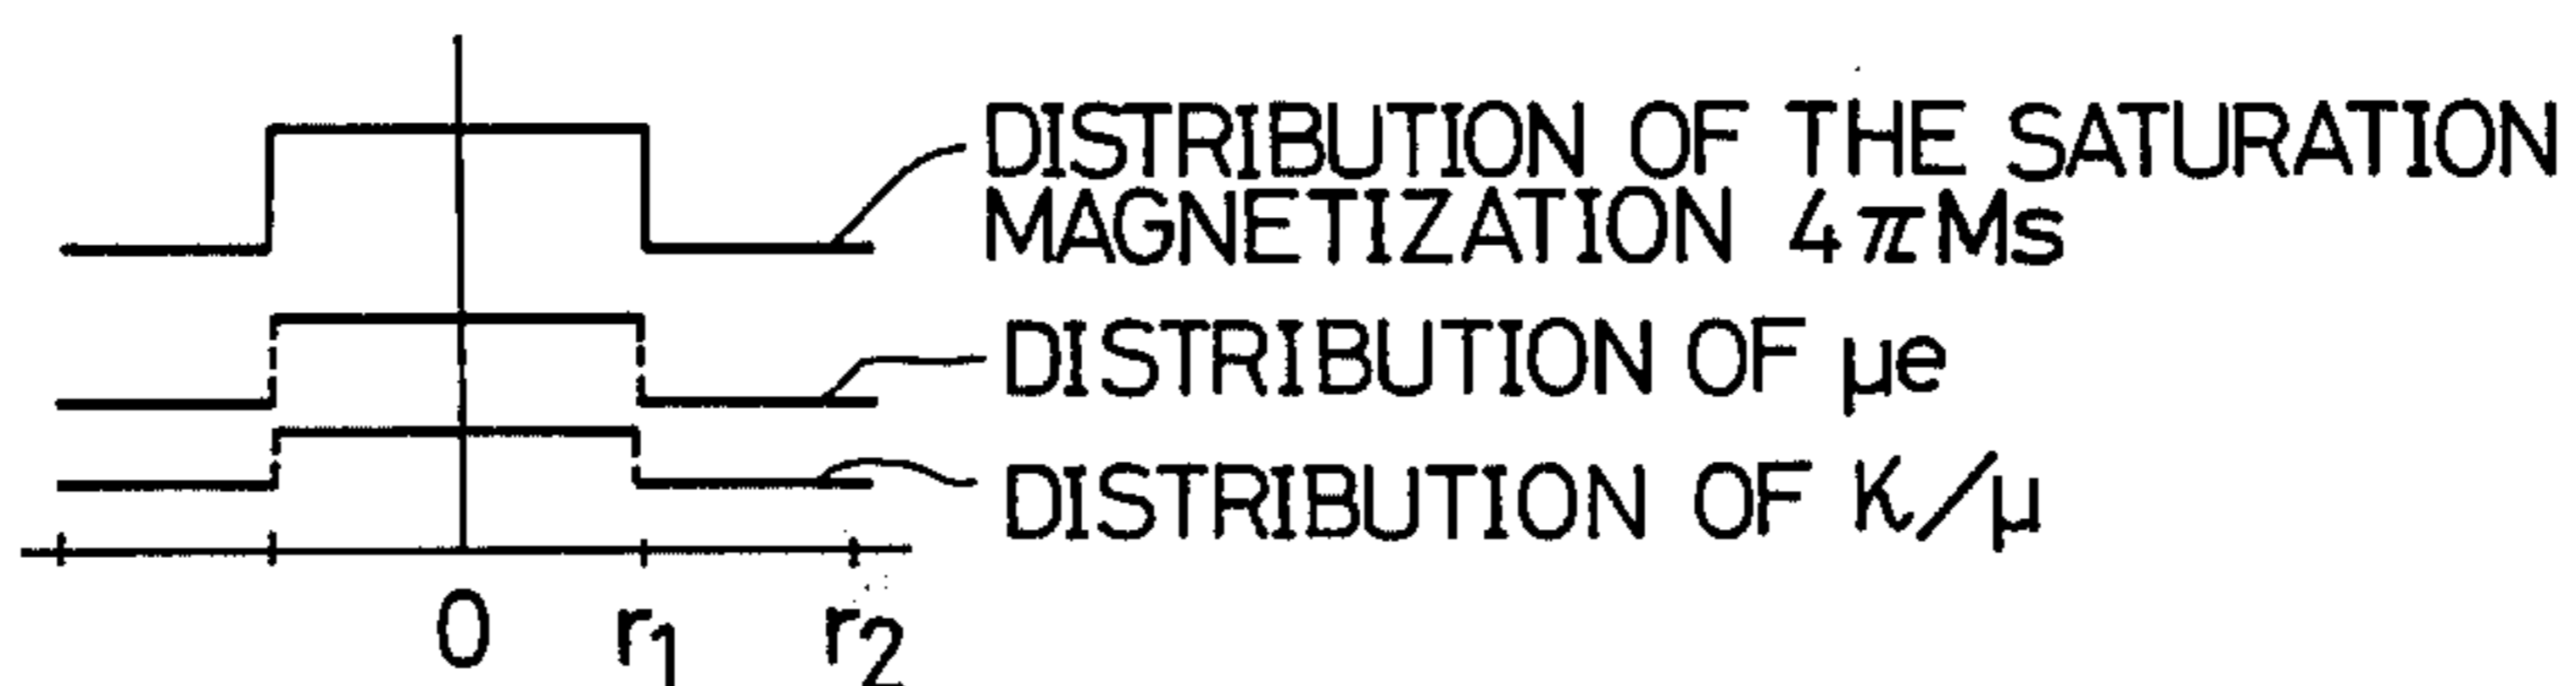 DISTRIBUTION OF THE SATURATION
MAGNETIZATION 4πMs
DISTRIBUTION OF μe
DISTRIBUTION OF K/μ
0 r1 r2